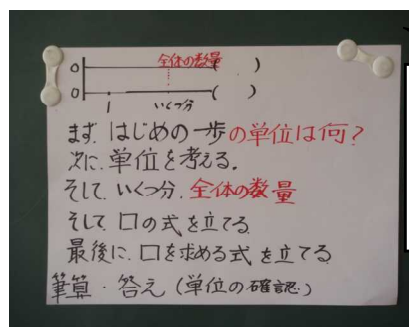 全体の数量
0 ( )
0 ( )
1 いくつ分
まず、はじめの一歩の単位は何?
次に、単位を考える。
そして、いくつ分、全体の数量
そして、口の式を立てる
最後に、口を求める式を立てる
筆算・答え(単位の確認)